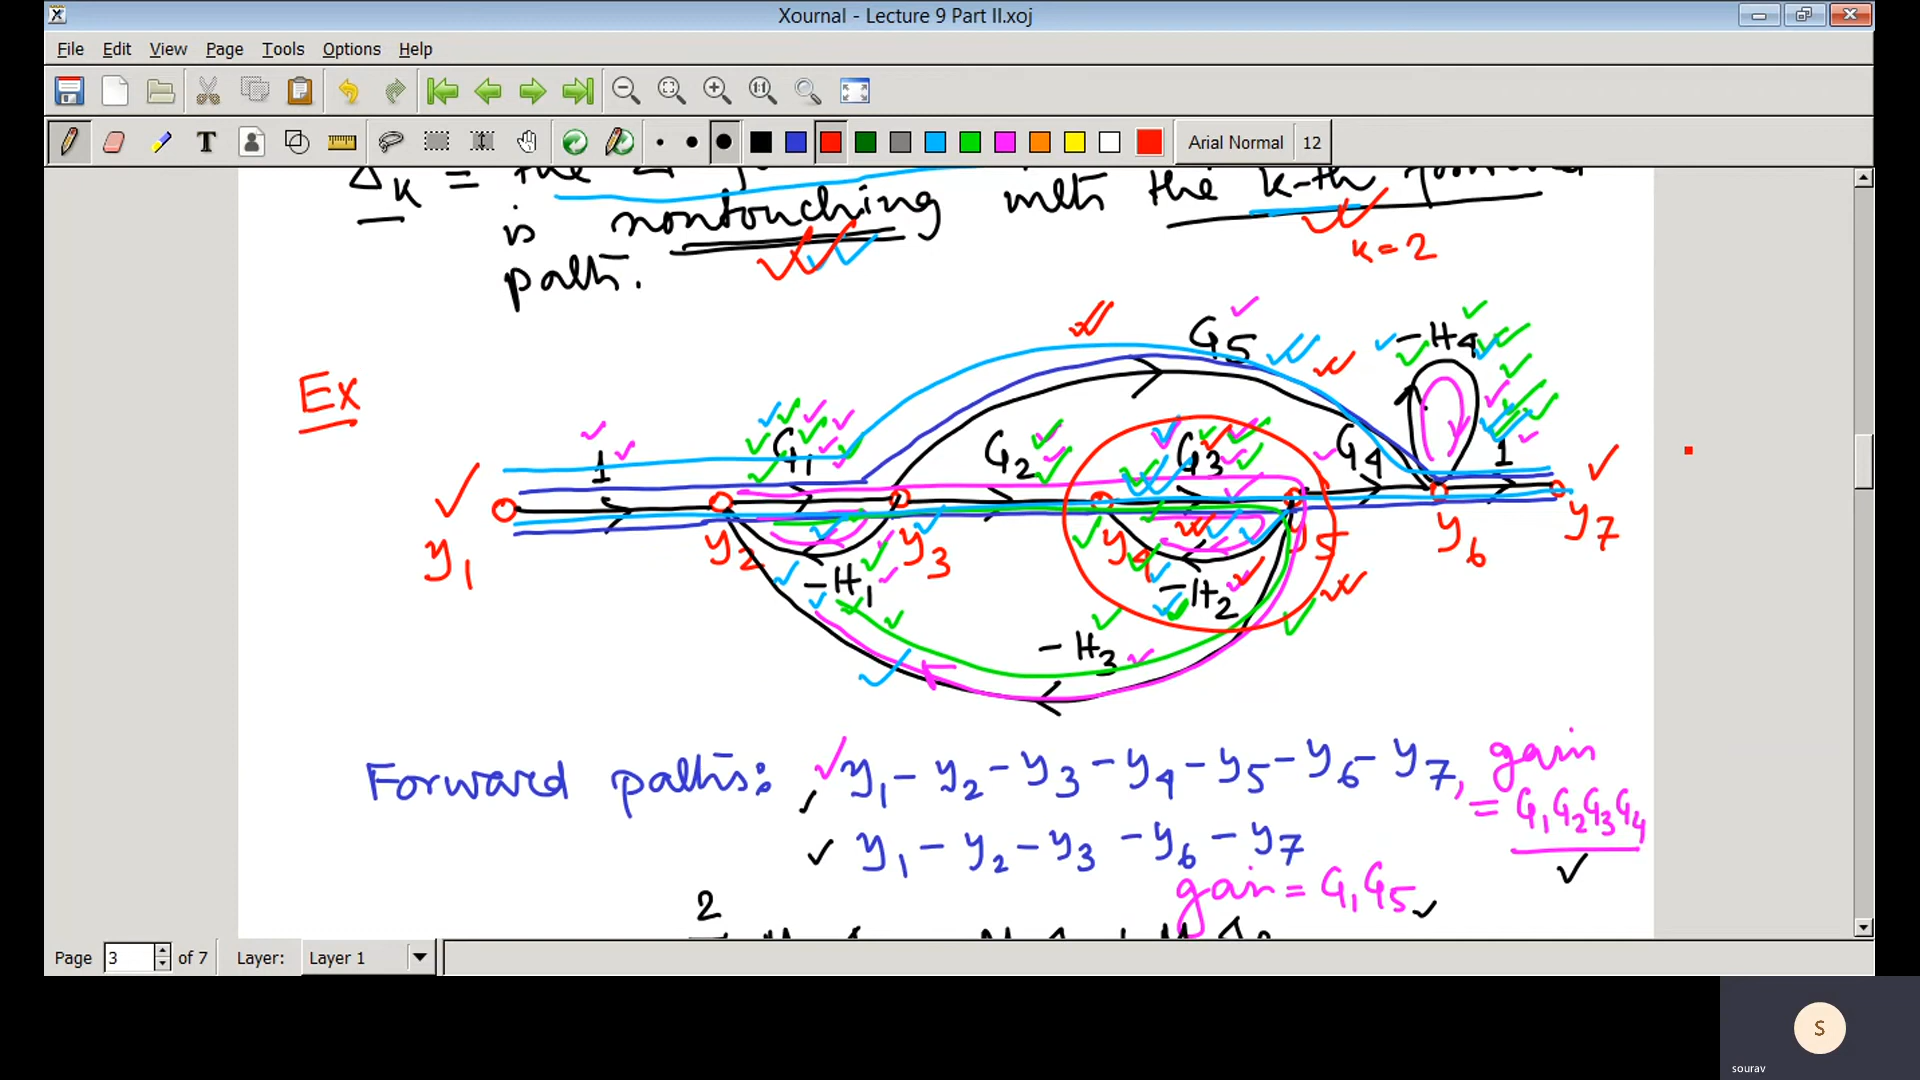 Xournal - Lecture 9 Part II.xoj
File Edit View Page Tools Options Help
Arial Normal 12
Δk = the Δ
is nontouching with the k-th forward
path.
k=2
Ex
G5
-H4
1 G1 G2 G3 G4 1
y1 y2 y3 y4 y5 y6 y7
-H1 -H2
-H3
Forward paths: y1 - y2 - y3 - y4 - y5 - y6 - y7, gain
= G1G2G3G4
y1 - y2 - y3 - y6 - y7
gain = G1G5
2
Page 3 of 7 Layer: Layer 1
S
sourav